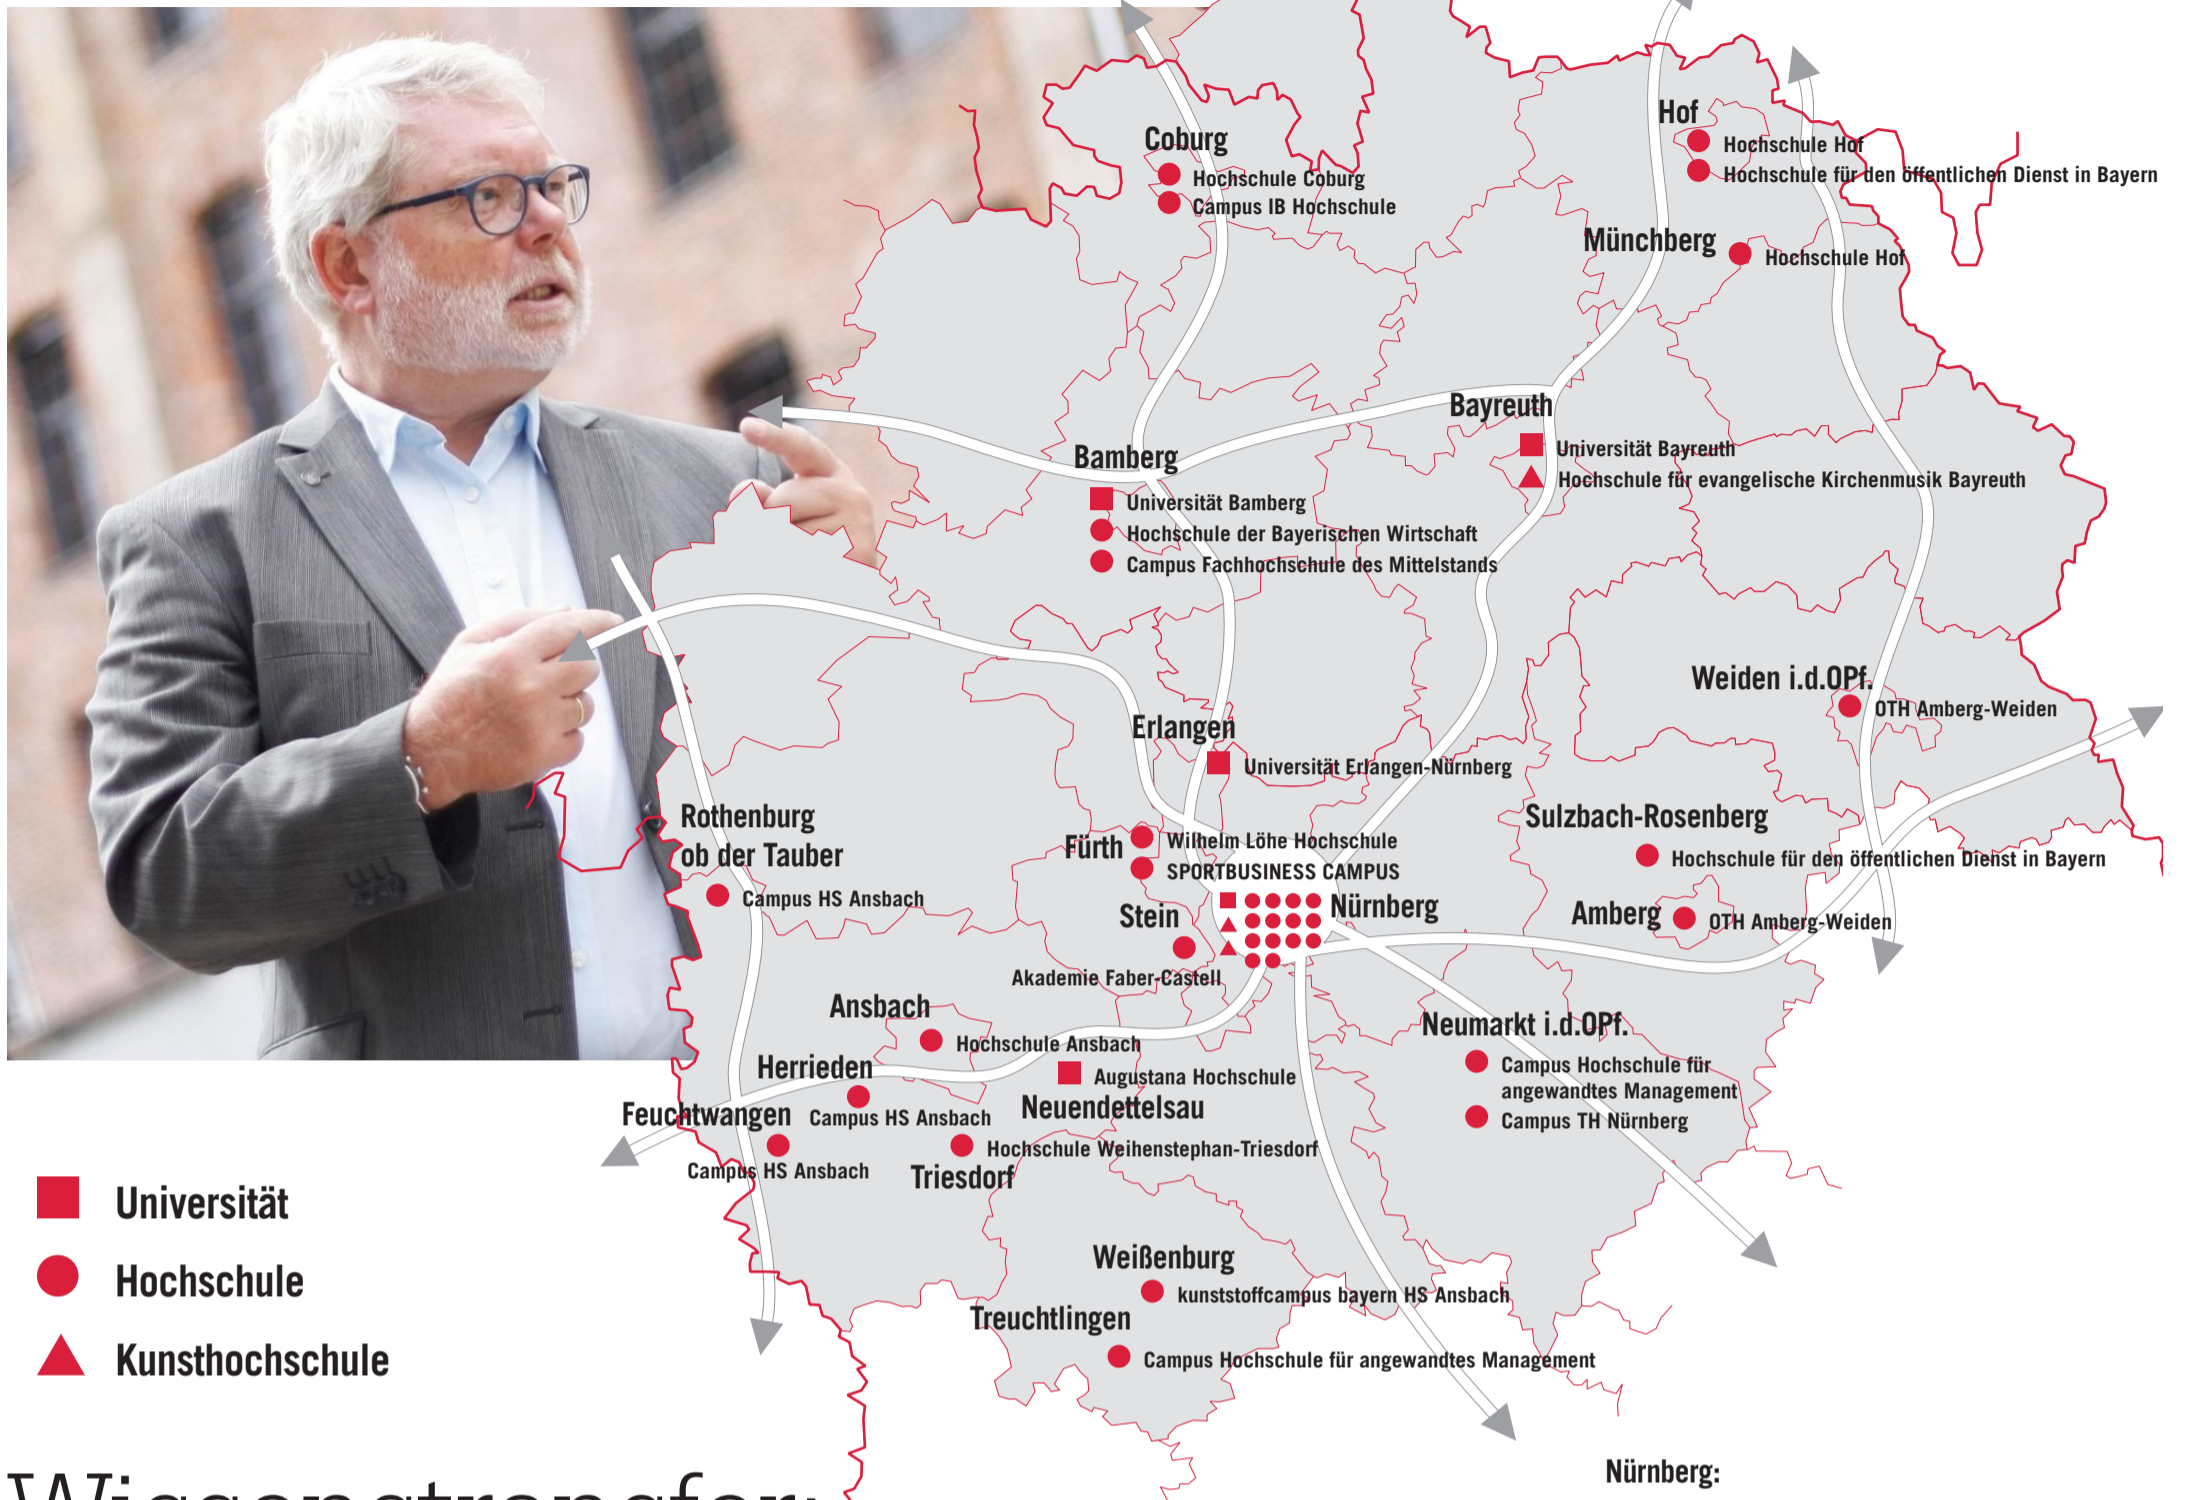 Coburg
Hochschule Coburg
Campus IB Hochschule
Hof
Hochschule Hof
Hochschule für den öffentlichen Dienst in Bayern
Münchberg
Hochschule Hof
Bayreuth
Universität Bayreuth
Hochschule für evangelische Kirchenmusik Bayreuth
Bamberg
Universität Bamberg
Hochschule der Bayerischen Wirtschaft
Campus Fachhochschule des Mittelstands
Weiden i.d.OPf.
OTH Amberg-Weiden
Erlangen
Universität Erlangen-Nürnberg
Rothenburg
ob der Tauber
Campus HS Ansbach
Fürth
Wilhelm Löhe Hochschule
SPORTBUSINESS CAMPUS
Sulzbach-Rosenberg
Hochschule für den öffentlichen Dienst in Bayern
Stein
Akademie Faber-Castell
Nürnberg
Amberg
OTH Amberg-Weiden
Ansbach
Hochschule Ansbach
Neumarkt i.d.OPf.
Campus Hochschule für
angewandtes Management
Campus TH Nürnberg
Herrieden
Campus HS Ansbach
Augustana Hochschule
Neuendettelsau
Feuchtwangen
Campus HS Ansbach
Hochschule Weihenstephan-Triesdorf
Triesdorf
Universität
Hochschule
Kunsthochschule
Weißenburg
kunststoffcampus bayern HS Ansbach
Treuchtlingen
Campus Hochschule für angewandtes Management
Nürnberg:
Wissenstransfer: